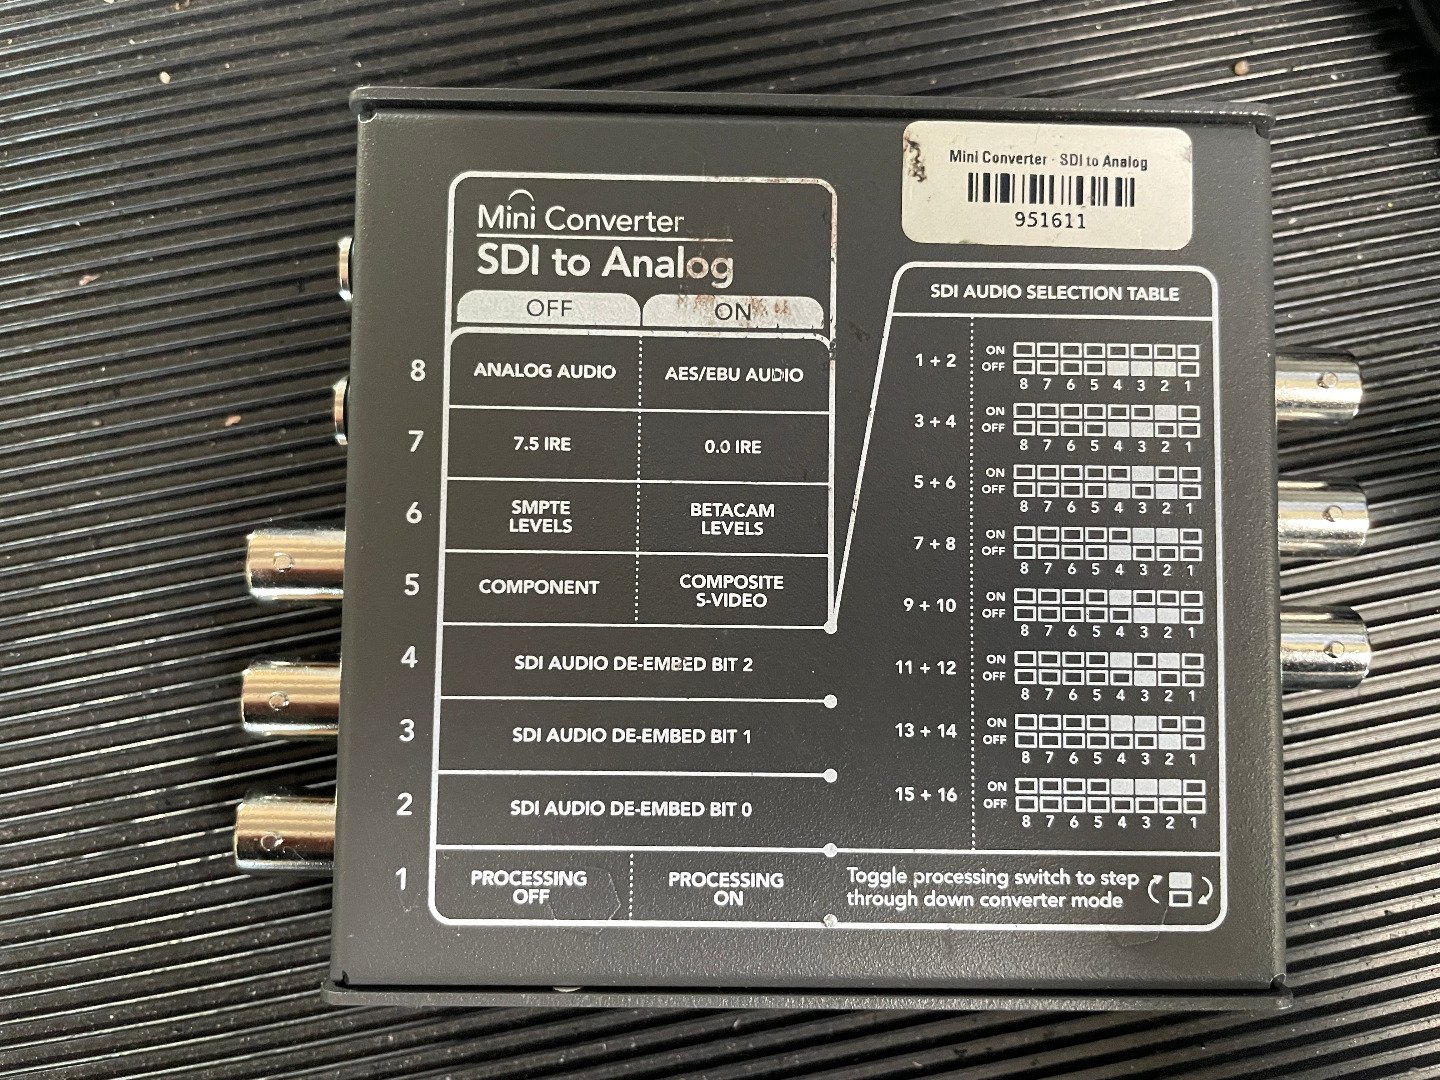 Mini Converter - SDI to Analog
951611
Mini Converter
SDI to Analog
OFF ON
8 ANALOG AUDIO AES/EBU AUDIO
7 7.5 IRE 0.0 IRE
6 SMPTE LEVELS BETACAM LEVELS
5 COMPONENT COMPOSITE S-VIDEO
4 SDI AUDIO DE-EMBED BIT 2
3 SDI AUDIO DE-EMBED BIT 1
2 SDI AUDIO DE-EMBED BIT 0
1 PROCESSING OFF PROCESSING ON
SDI AUDIO SELECTION TABLE
1 + 2 ON
OFF
8 7 6 5 4 3 2 1
3 + 4 ON
OFF
8 7 6 5 4 3 2 1
5 + 6 ON
OFF
8 7 6 5 4 3 2 1
7 + 8 ON
OFF
8 7 6 5 4 3 2 1
9 + 10 ON
OFF
8 7 6 5 4 3 2 1
11 + 12 ON
OFF
8 7 6 5 4 3 2 1
13 + 14 ON
OFF
8 7 6 5 4 3 2 1
15 + 16 ON
OFF
8 7 6 5 4 3 2 1
Toggle processing switch to step
through down converter mode